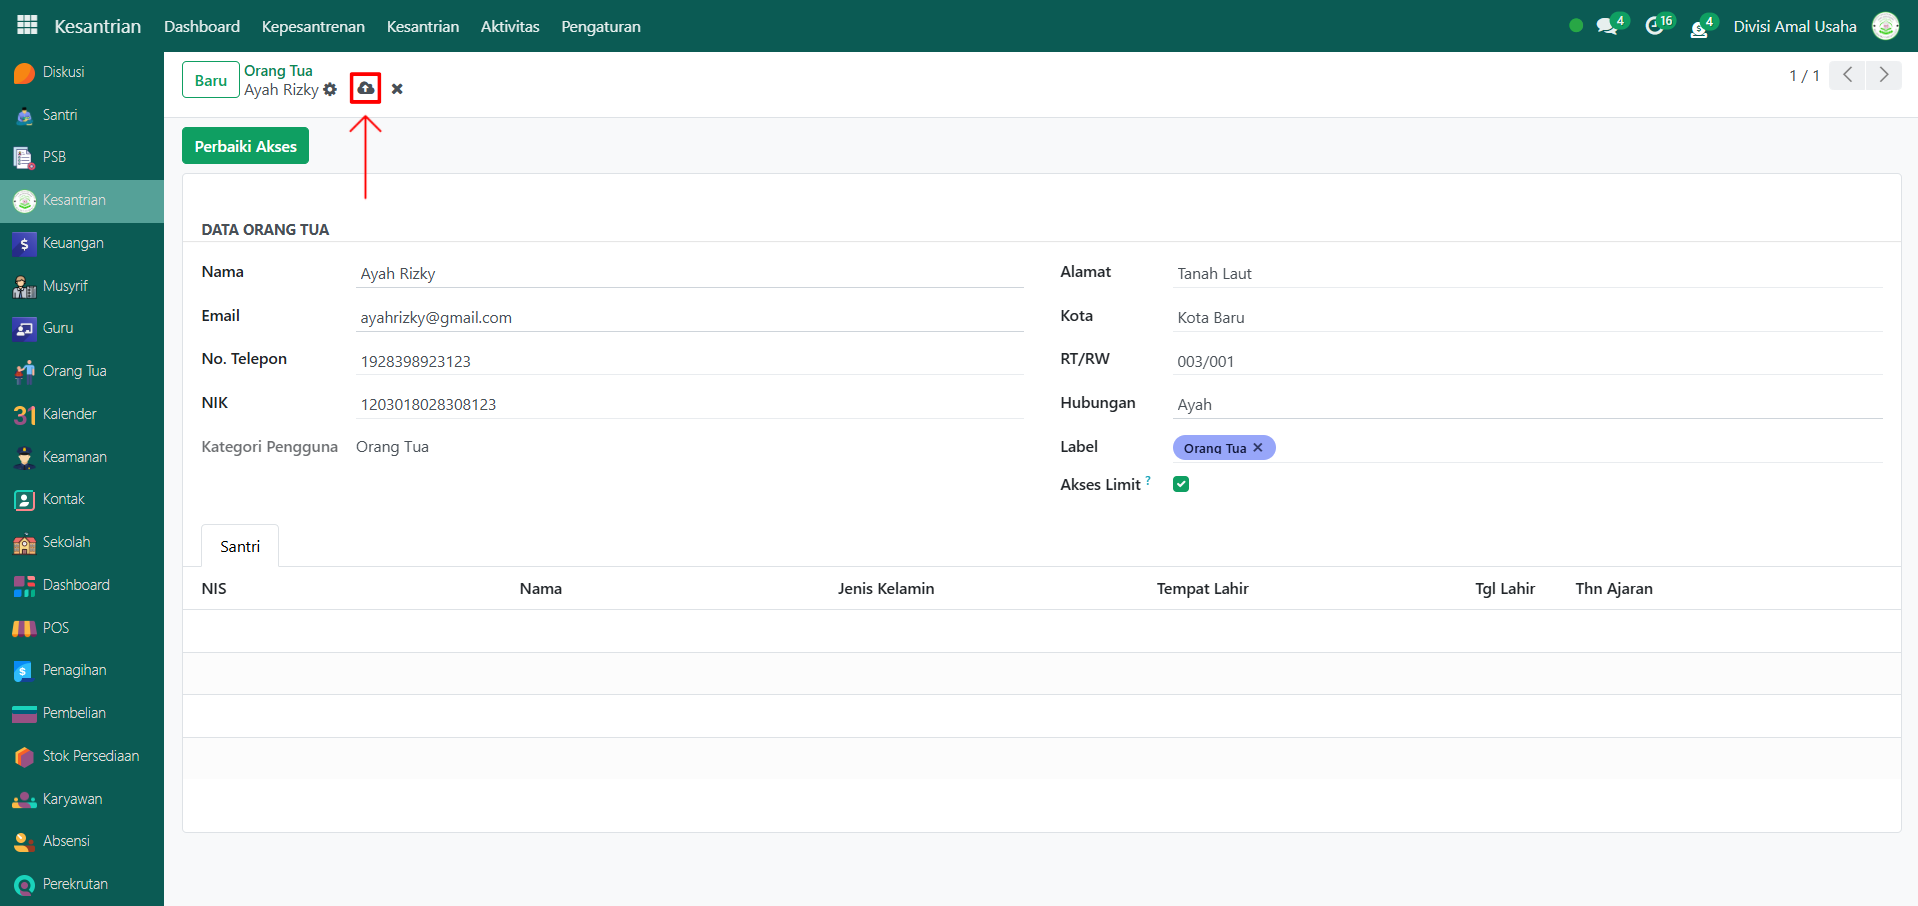 Kesantrian Dashboard Kepesantrenan Kesantrian Aktivitas Pengaturan 4 16 4 Divisi Amal Usaha
Diskusi
Santri
PSB
Kesantrian
Keuangan
Musyrif
Guru
Orang Tua
31 Kalender
Keamanan
Kontak
Sekolah
Dashboard
POS
Penagihan
Pembelian
Stok Persediaan
Karyawan
Absensi
Perekrutan
Baru
Orang Tua
Ayah Rizky
1 / 1
Perbaiki Akses
DATA ORANG TUA
Nama Ayah Rizky
Email ayahrizky@gmail.com
No. Telepon 1928398923123
NIK 1203018028308123
Kategori Pengguna Orang Tua
Alamat Tanah Laut
Kota Kota Baru
RT/RW 003/001
Hubungan Ayah
Label Orang Tua
Akses Limit ?
Santri
NIS Nama Jenis Kelamin Tempat Lahir Tgl Lahir Thn Ajaran